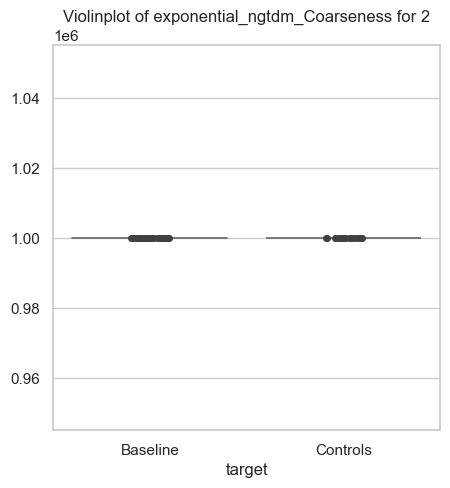 Violinplot of exponential_ngtdm_Coarseness for 2
1e6
1.04
1.02
1.00
0.98
0.96
Baseline Controls
target